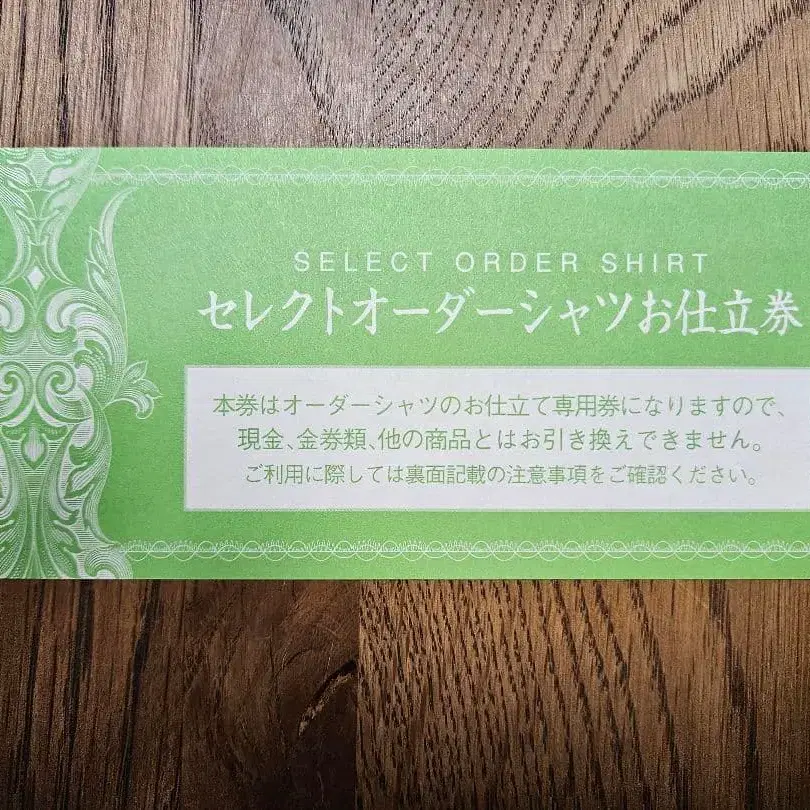 SELECT ORDER SHIRT
セレクトオーダーシャツお仕立券
本券はオーダーシャツのお仕立て専用券になりますので、
現金、金券類、他の商品とはお引き換えできません。
ご利用に際しては裏面記載の注意事項をご確認ください。